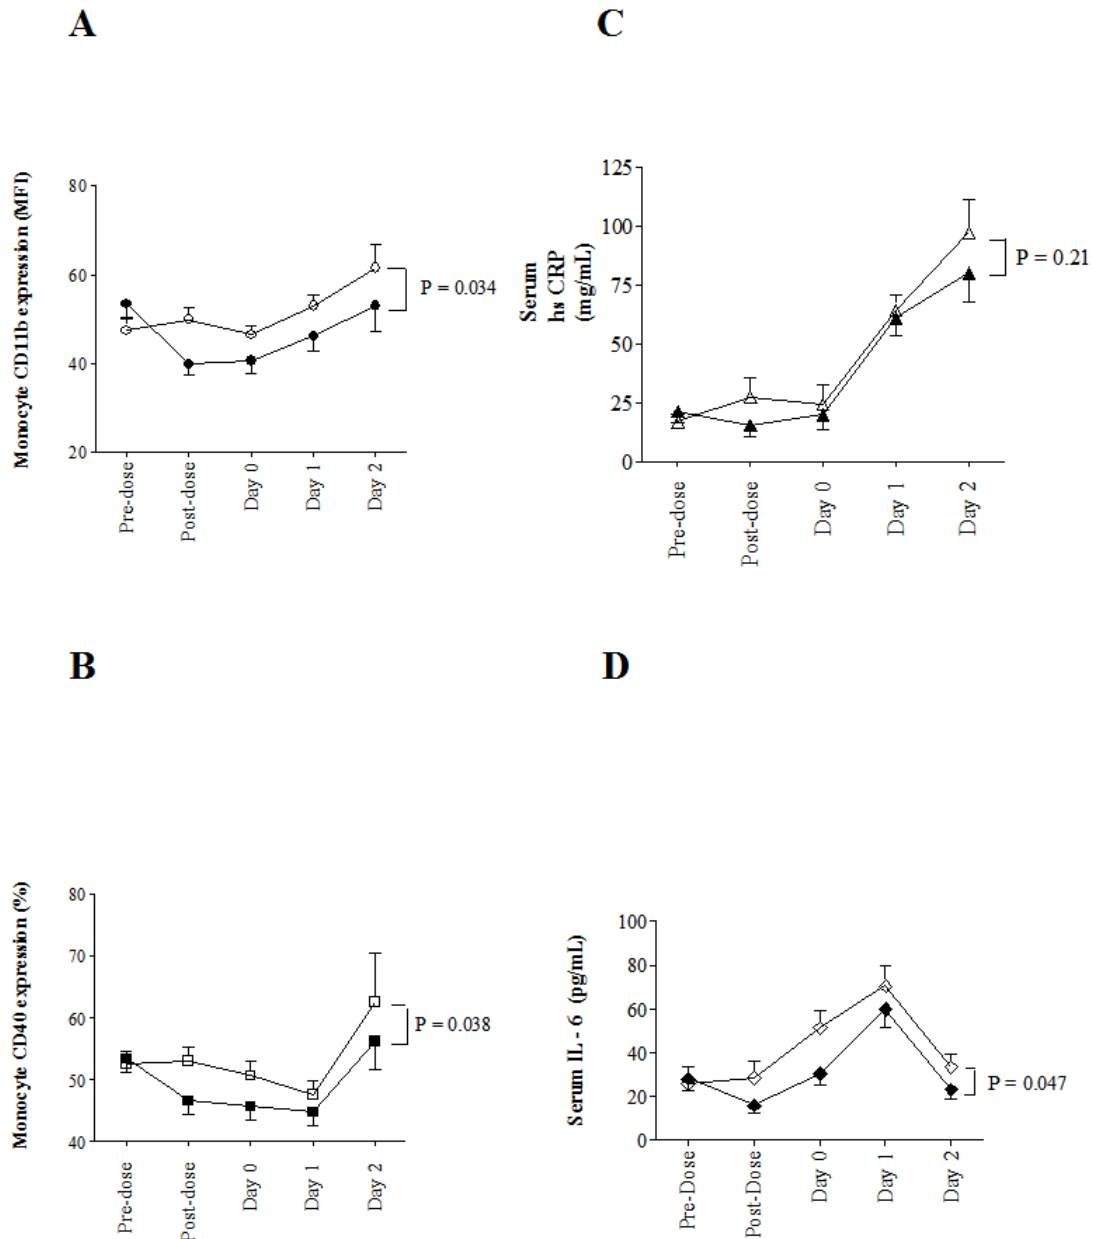 A
Monocyte CD11b expression (MFI)
80
60
40
20
P = 0.034
Pre-dose
Post-dose
Day 0
Day 1
Day 2
C
Serum
hs CRP
(mg/mL)
125
100
75
50
25
0
P = 0.21
Pre-dose
Post-dose
Day 0
Day 1
Day 2
B
Monocyte CD40 expression (%)
80
70
60
50
40
P = 0.038
Pre-dose
Post-dose
Day 0
Day 1
Day 2
D
Serum IL - 6 (pg/mL)
100
80
60
40
20
0
P = 0.047
Pre-Dose
Post-Dose
Day 0
Day 1
Day 2